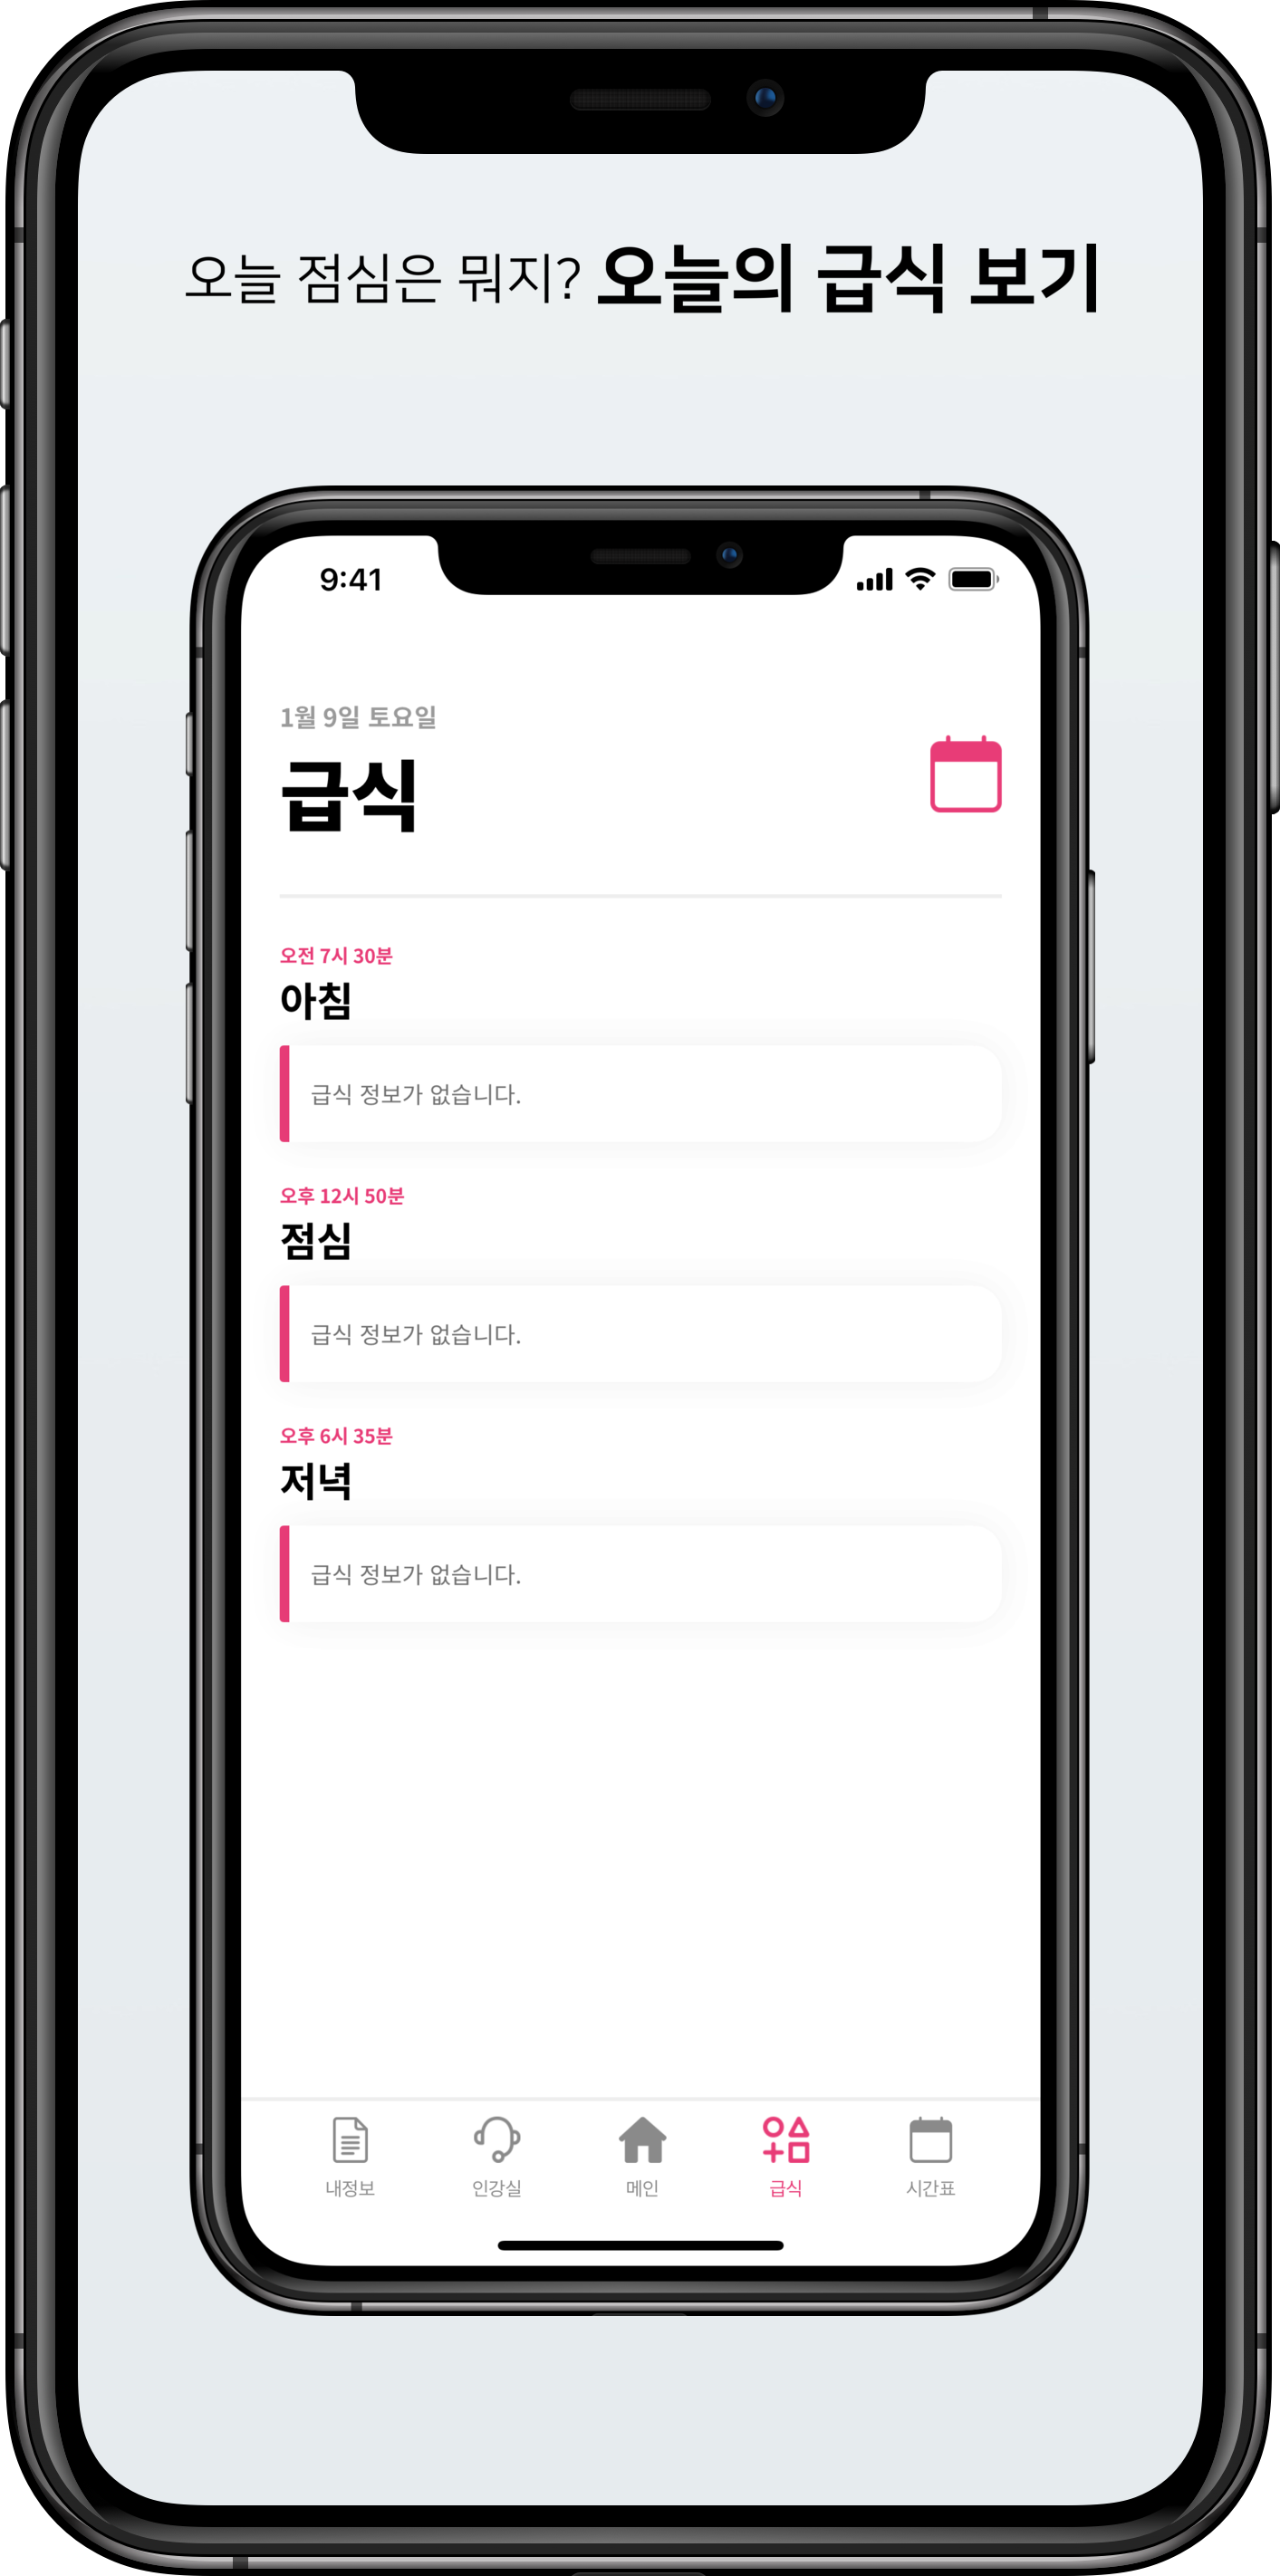 오늘 점심은 뭐지? 오늘의 급식 보기
9:41
1월 9일 토요일
급식
오전 7시 30분
아침
급식 정보가 없습니다.
오후 12시 50분
점심
급식 정보가 없습니다.
오후 6시 35분
저녁
급식 정보가 없습니다.
내정보 인강실 메인 급식 시간표